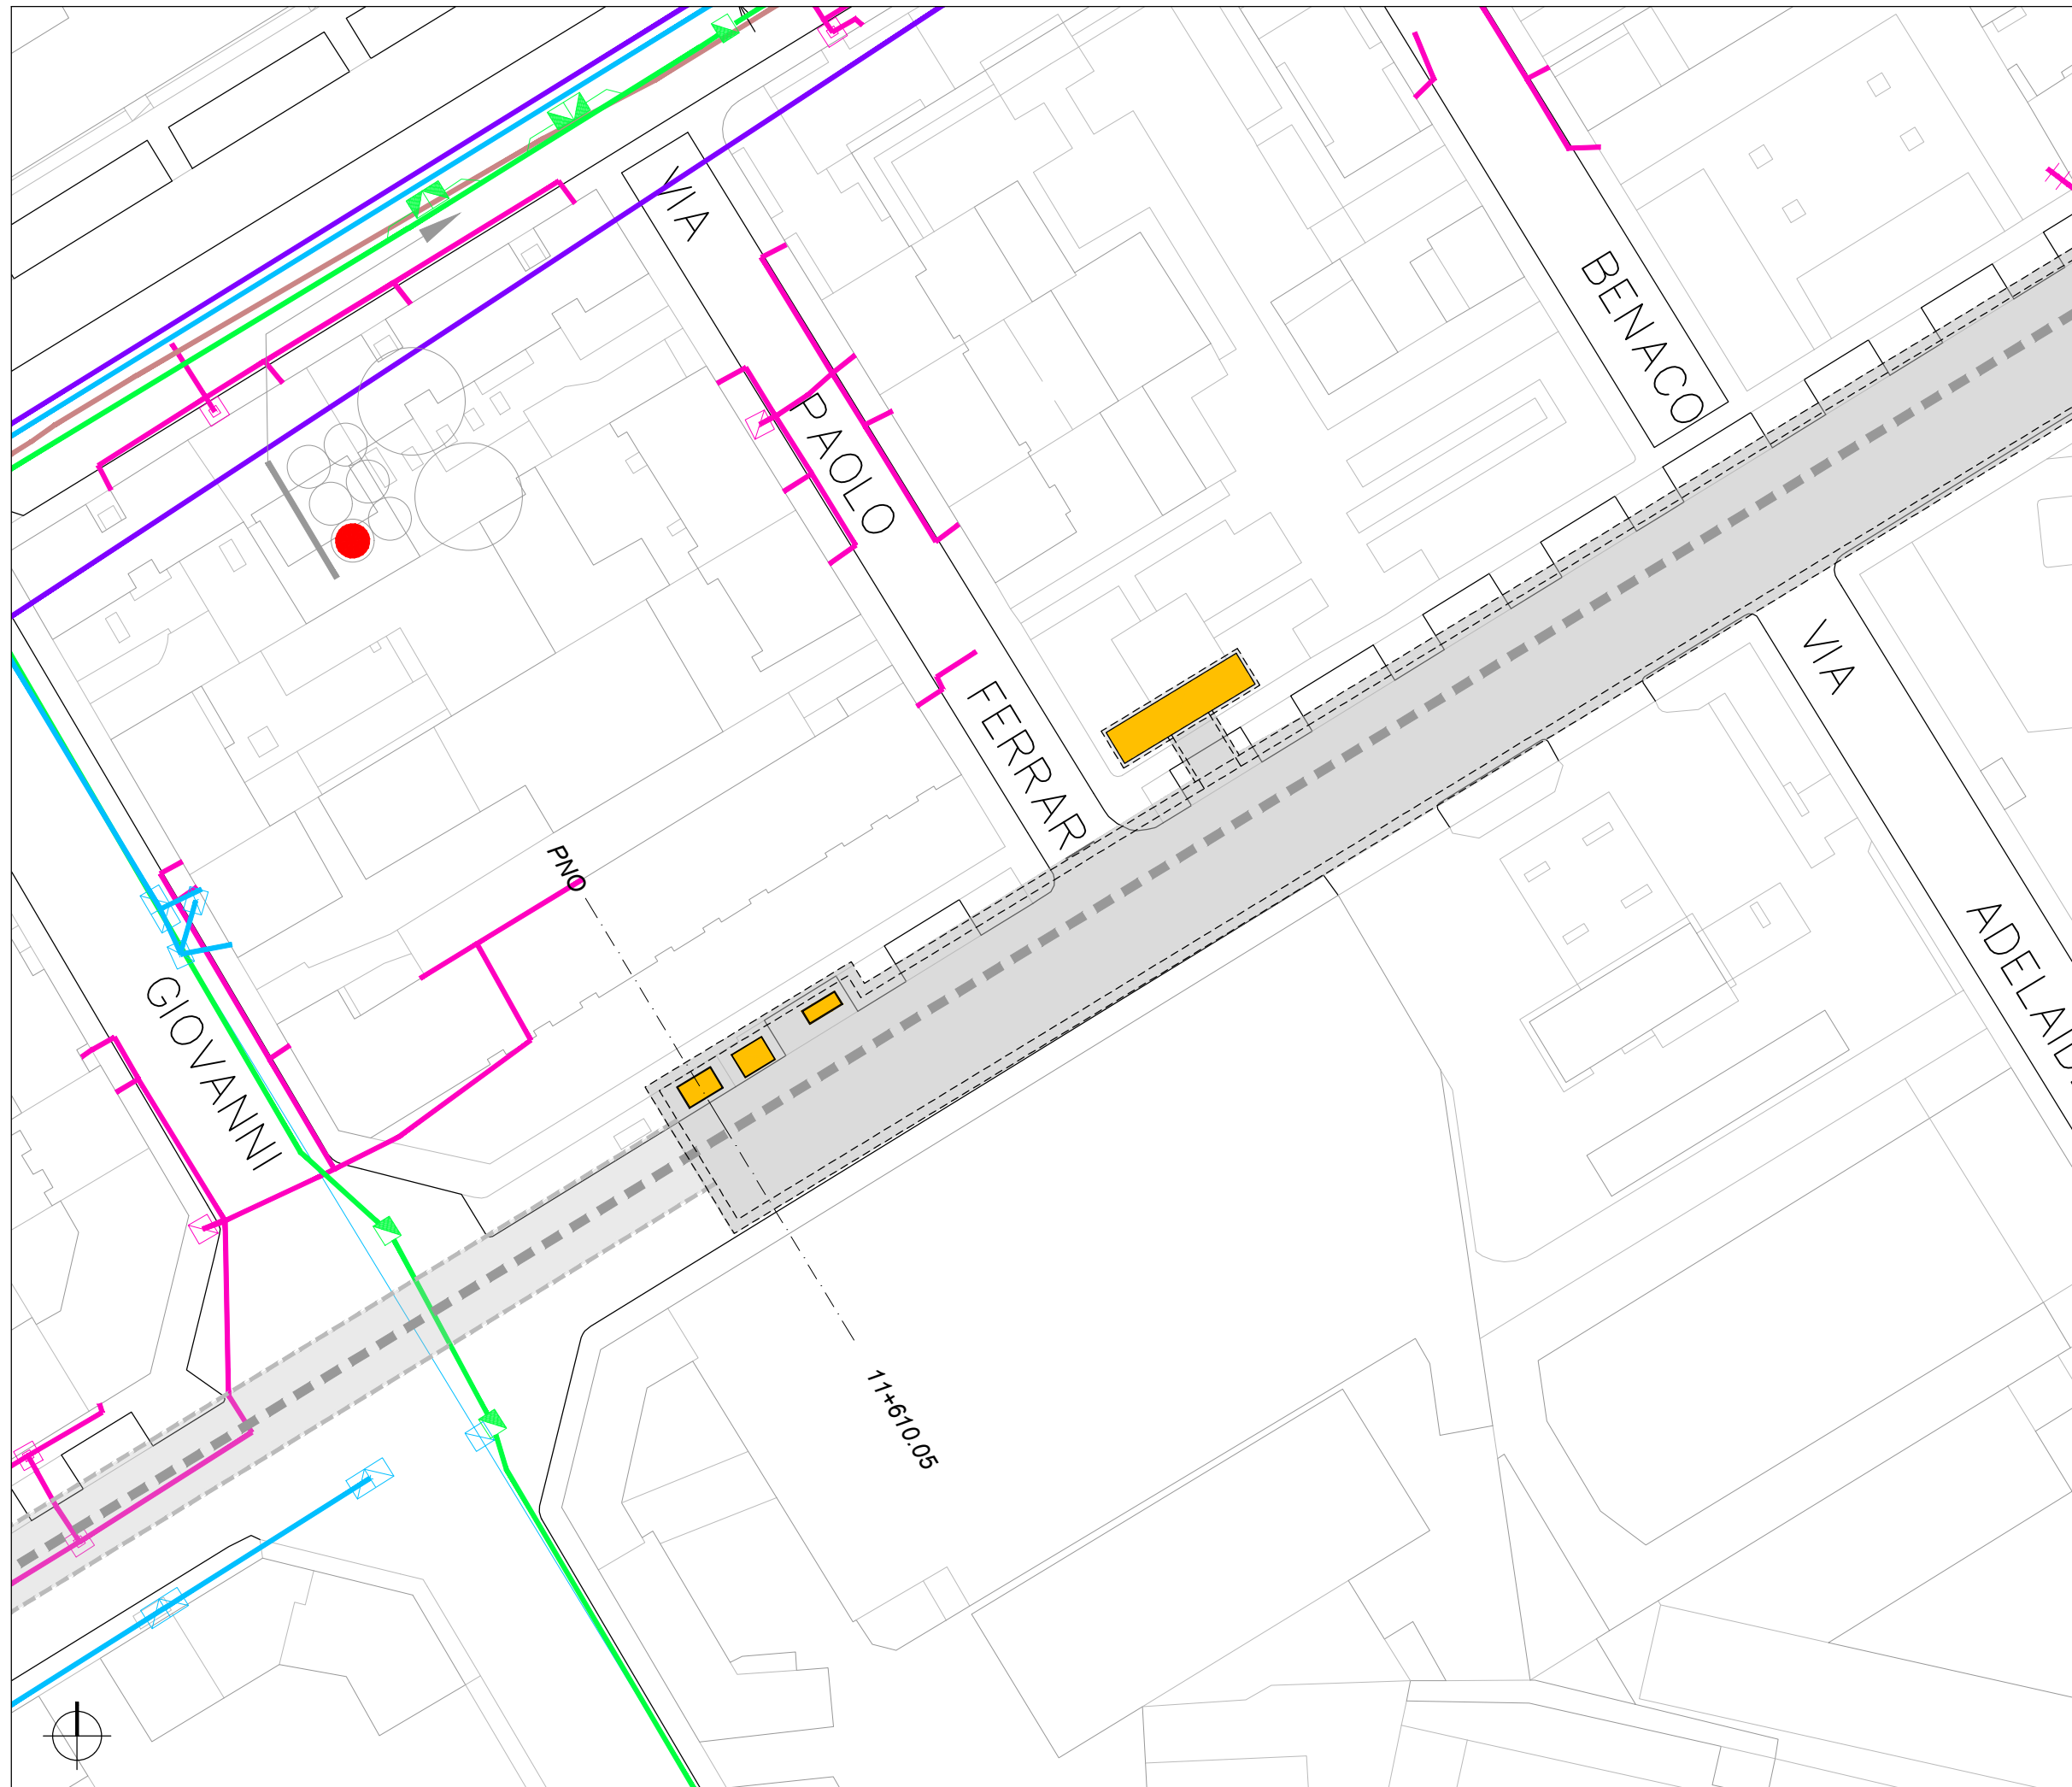 VIA
PAOLO
FERRAR
BENACO
VIA
ADELAID
PNO
GIOVANNI
11+610.05